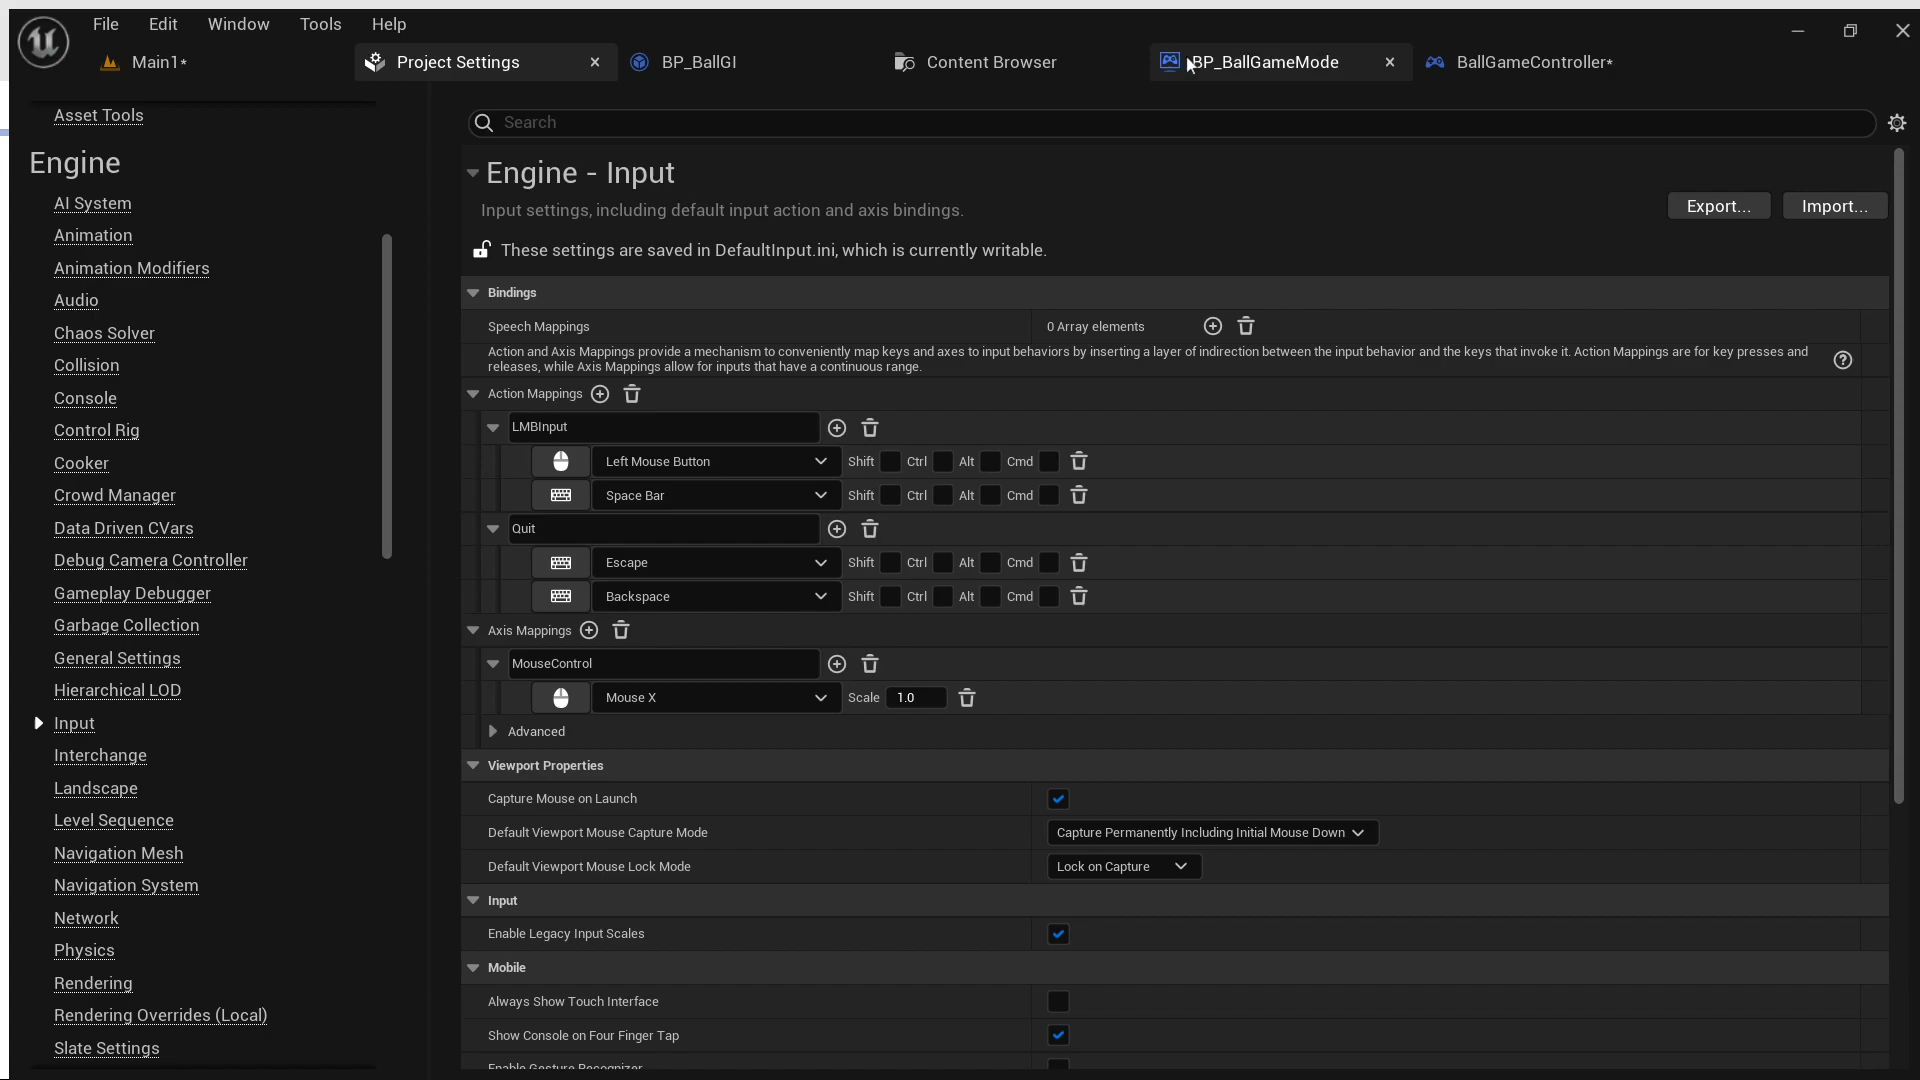 File Edit Window Tools Help
Main1* Project Settings BP_BallGI Content Browser BP_BallGameMode BallGameController*
Asset Tools
Engine
AI System
Animation
Animation Modifiers
Audio
Chaos Solver
Collision
Console
Control Rig
Cooker
Crowd Manager
Data Driven CVars
Debug Camera Controller
Gameplay Debugger
Garbage Collection
General Settings
Hierarchical LOD
Input
Interchange
Landscape
Level Sequence
Navigation Mesh
Navigation System
Network
Physics
Rendering
Rendering Overrides (Local)
Slate Settings
Search
Engine - Input
Input settings, including default input action and axis bindings.
Export... Import...
These settings are saved in DefaultInput.ini, which is currently writable.
Bindings
Speech Mappings 0 Array elements
Action and Axis Mappings provide a mechanism to conveniently map keys and axes to input behaviors by inserting a layer of indirection between the input behavior and the keys that invoke it. Action Mappings are for key presses and
releases, while Axis Mappings allow for inputs that have a continuous range.
Action Mappings
LMBInput
Left Mouse Button Shift Ctrl Alt Cmd
Space Bar Shift Ctrl Alt Cmd
Quit
Escape Shift Ctrl Alt Cmd
Backspace Shift Ctrl Alt Cmd
Axis Mappings
MouseControl
Mouse X Scale 1.0
Advanced
Viewport Properties
Capture Mouse on Launch
Default Viewport Mouse Capture Mode Capture Permanently Including Initial Mouse Down
Default Viewport Mouse Lock Mode Lock on Capture
Input
Enable Legacy Input Scales
Mobile
Always Show Touch Interface
Show Console on Four Finger Tap
Enable Gesture Recognizer